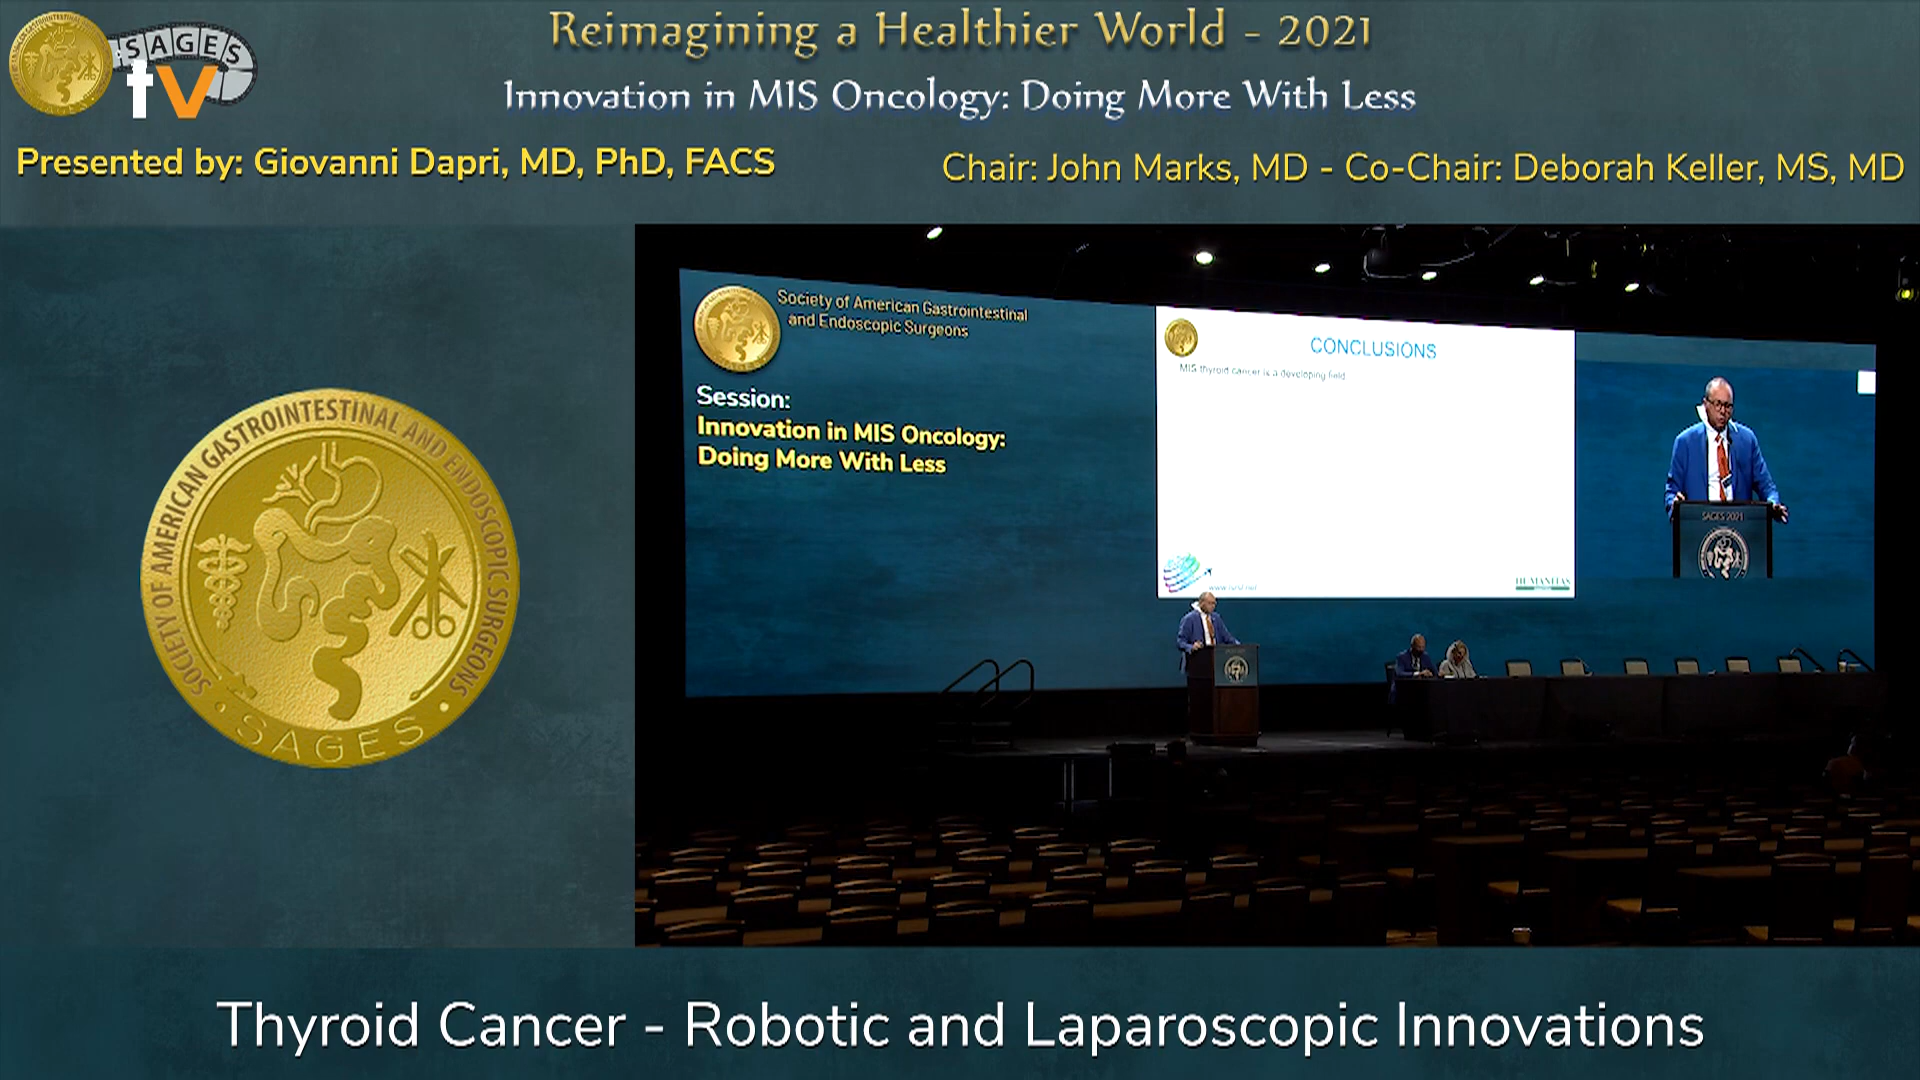 SAGES
tv
Reimagining a Healthier World - 2021
Innovation in MIS Oncology: Doing More With Less
Presented by: Giovanni Dapri, MD, PhD, FACS
Chair: John Marks, MD - Co-Chair: Deborah Keller, MS, MD
SOCIETY OF AMERICAN GASTROINTESTINAL AND ENDOSCOPIC SURGEONS
SAGES
Society of American Gastrointestinal
and Endoscopic Surgeons
Session:
Innovation in MIS Oncology:
Doing More With Less
CONCLUSIONS
MIS thyroid cancer is a developing field
HUMANITAS
SAGES 2021
Thyroid Cancer - Robotic and Laparoscopic Innovations